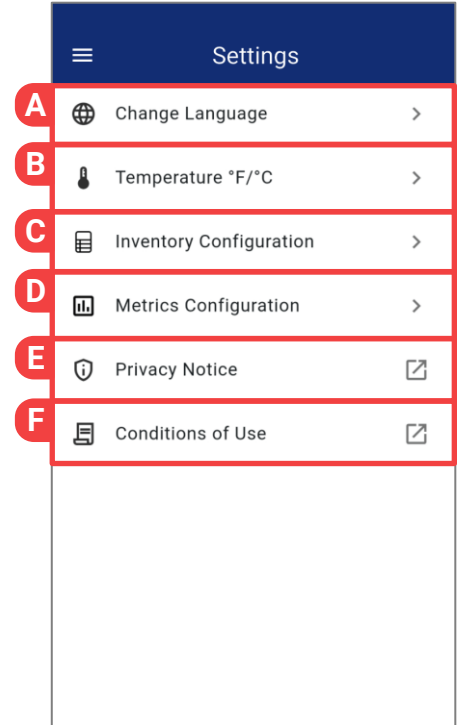 Settings
A Change Language
B Temperature °F/°C
C Inventory Configuration
D Metrics Configuration
E Privacy Notice
F Conditions of Use